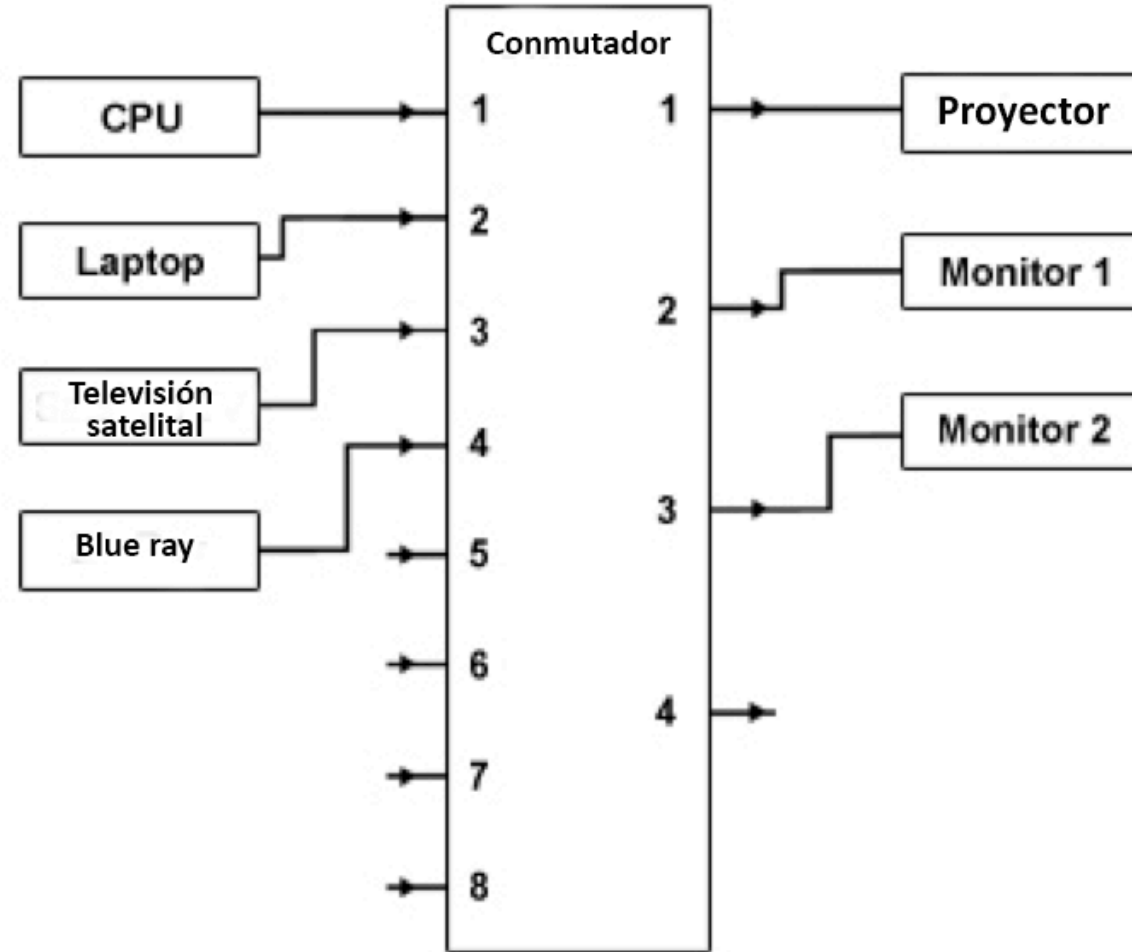 Conmutador
CPU
Laptop
Televisión
satelital
Blue ray
1
2
3
4
5
6
7
8
1
2
3
4
Proyector
Monitor 1
Monitor 2